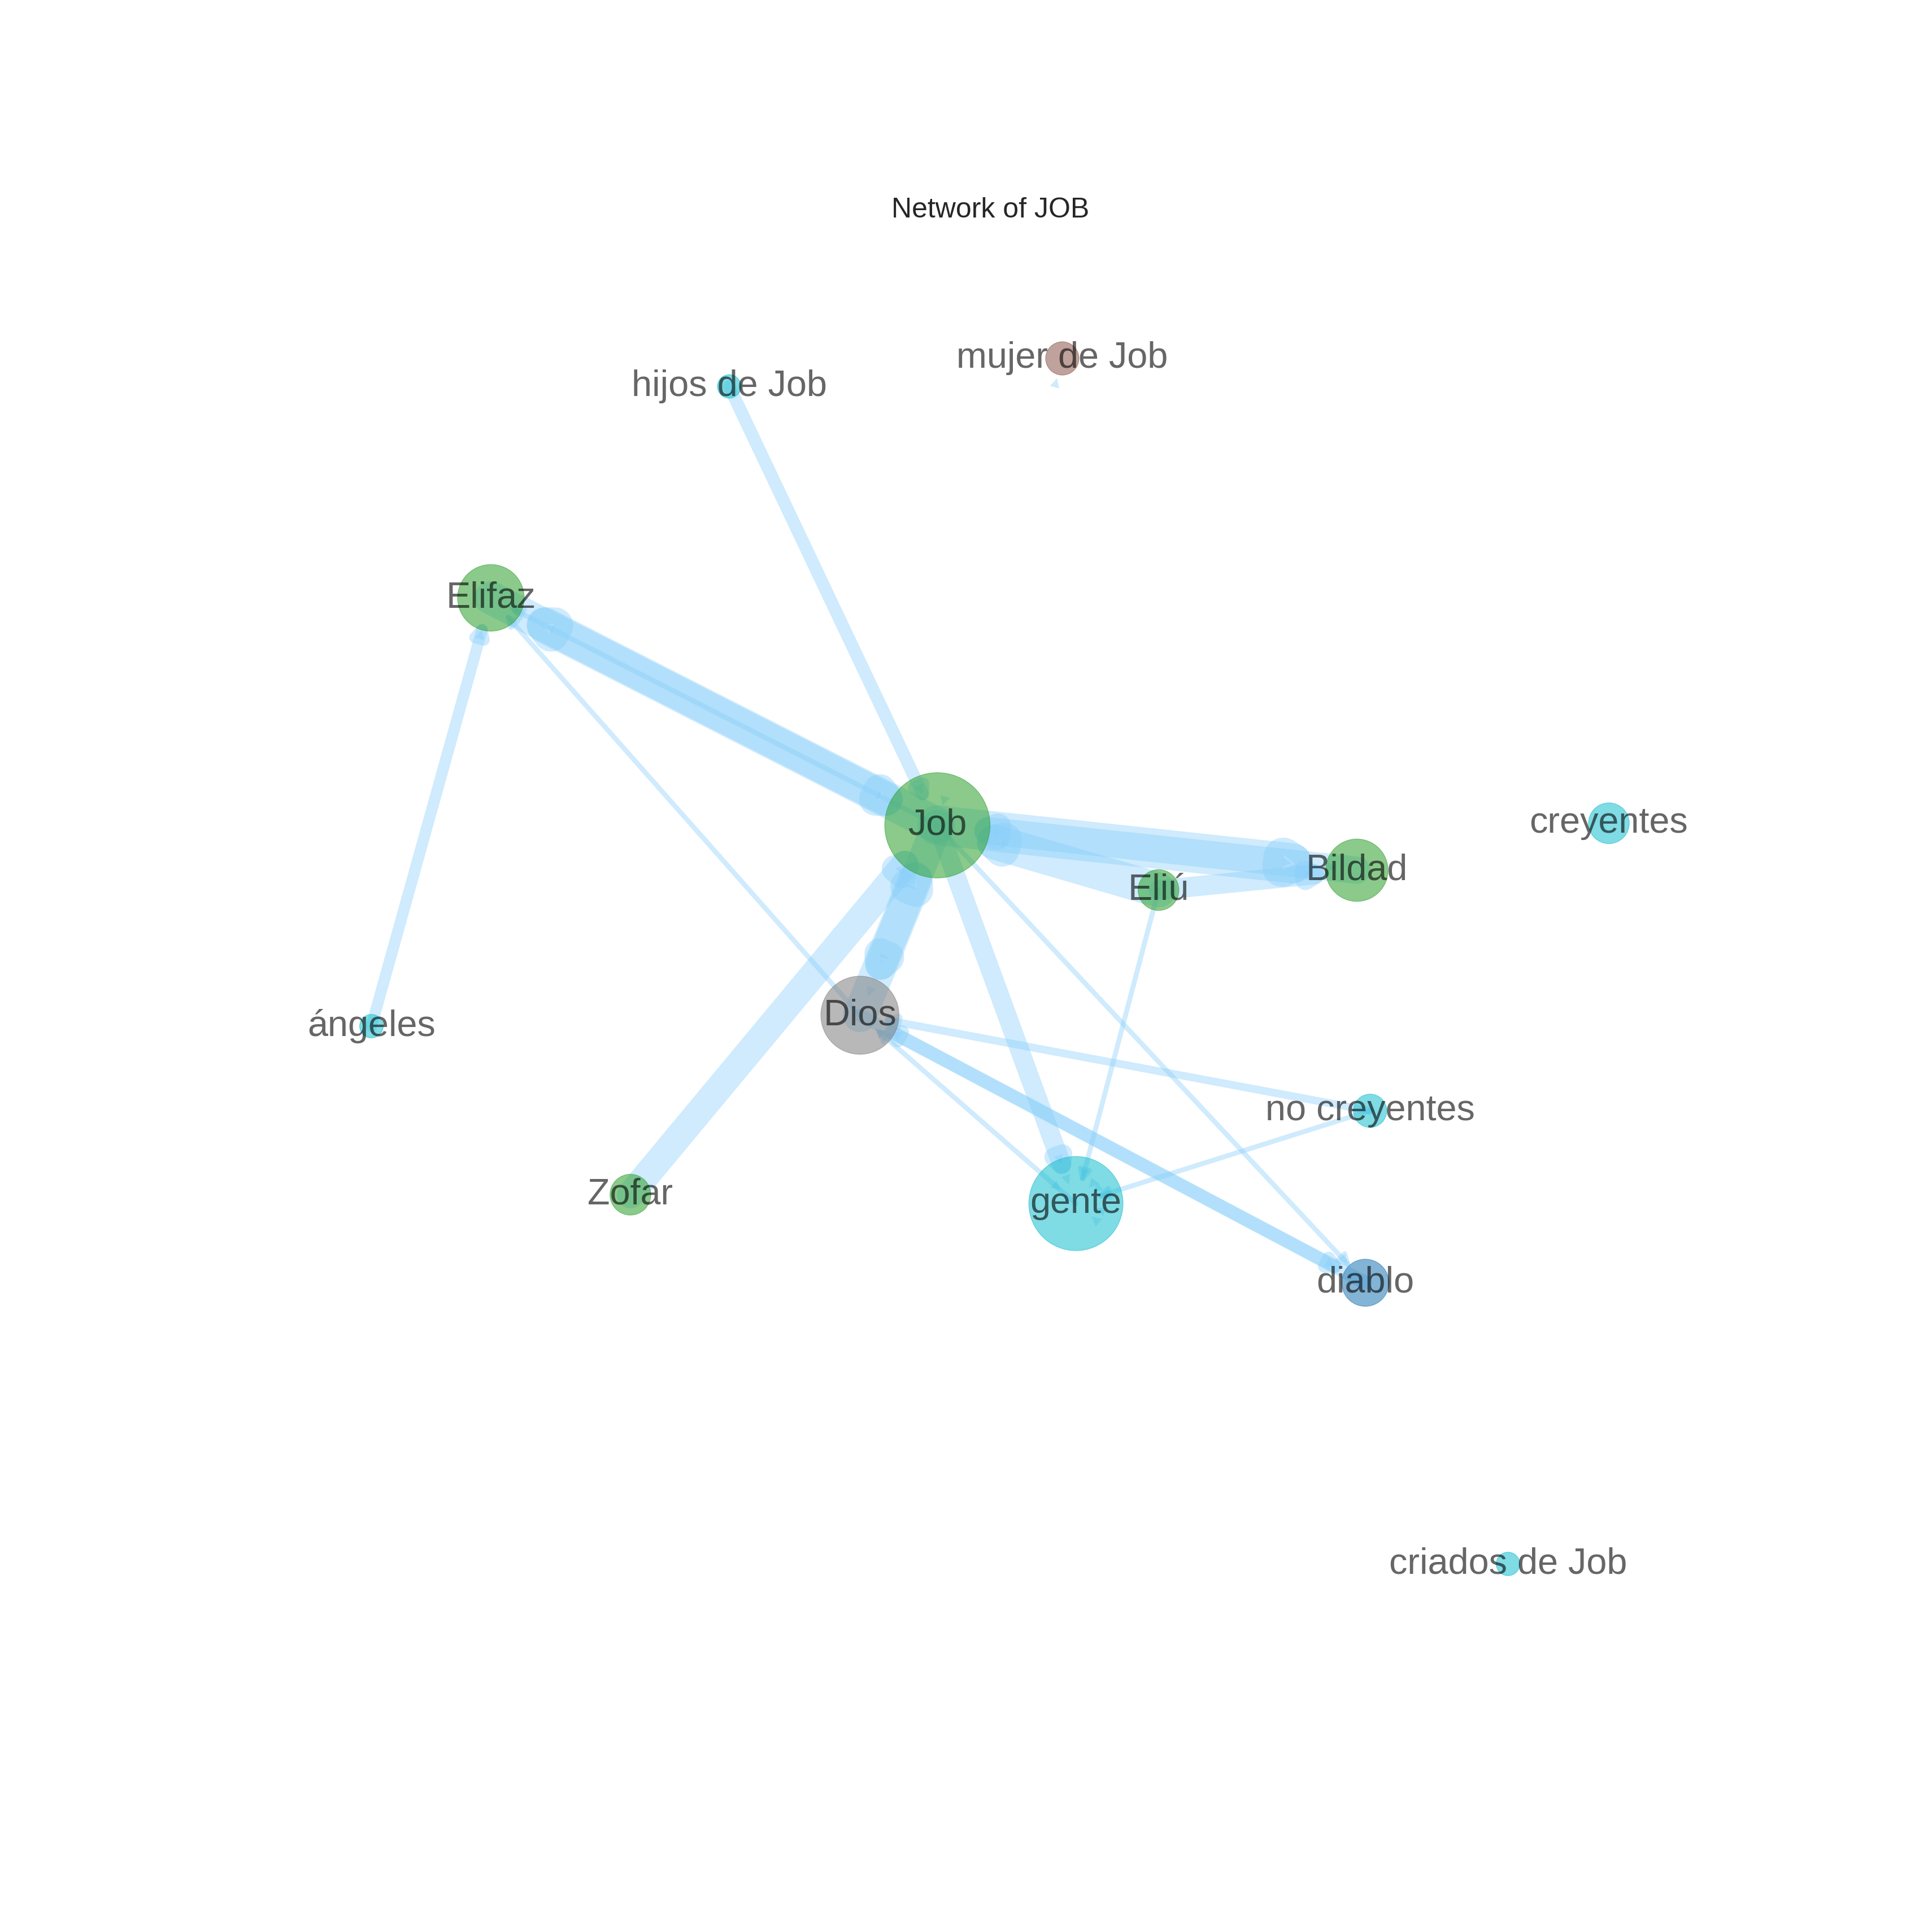 Network of JOB
mujer de Job
hijos de Job
Elifaz
Job
creyentes
Bildad
Eliú
Dios
ángeles
no creyentes
Zofar
gente
diablo
criados de Job